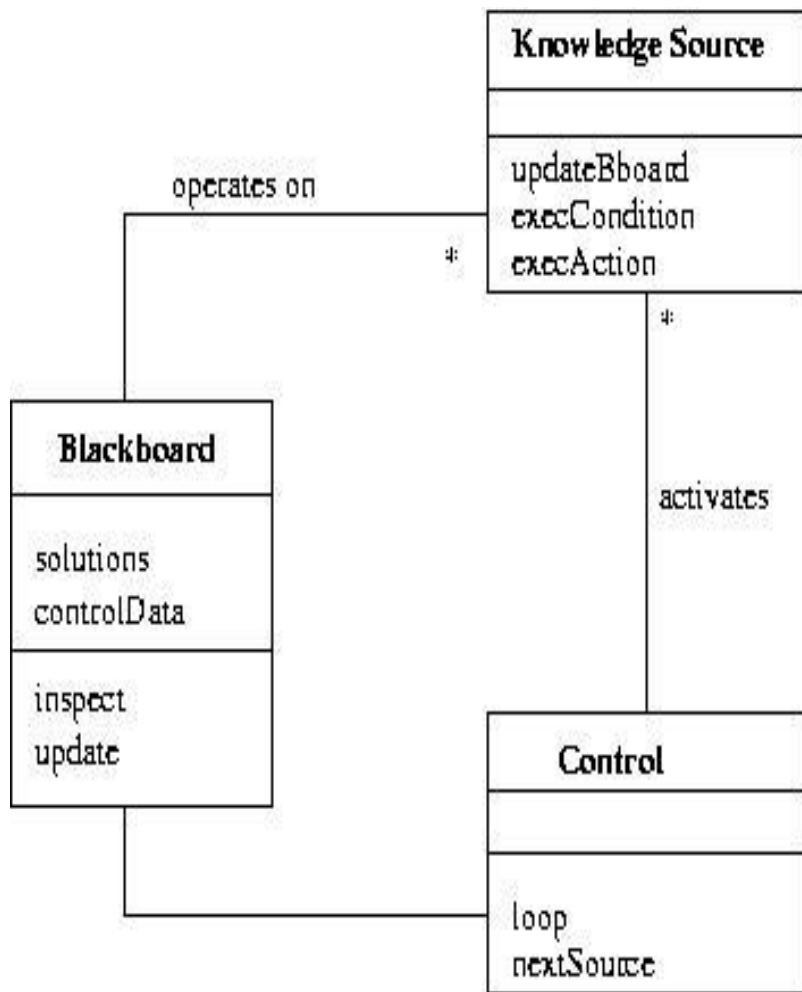 Knowledge Source
updateBboard
execCondition
execAction
operates on
*
*
Blackboard
solutions
controlData
inspect
update
activates
Control
loop
nextSource